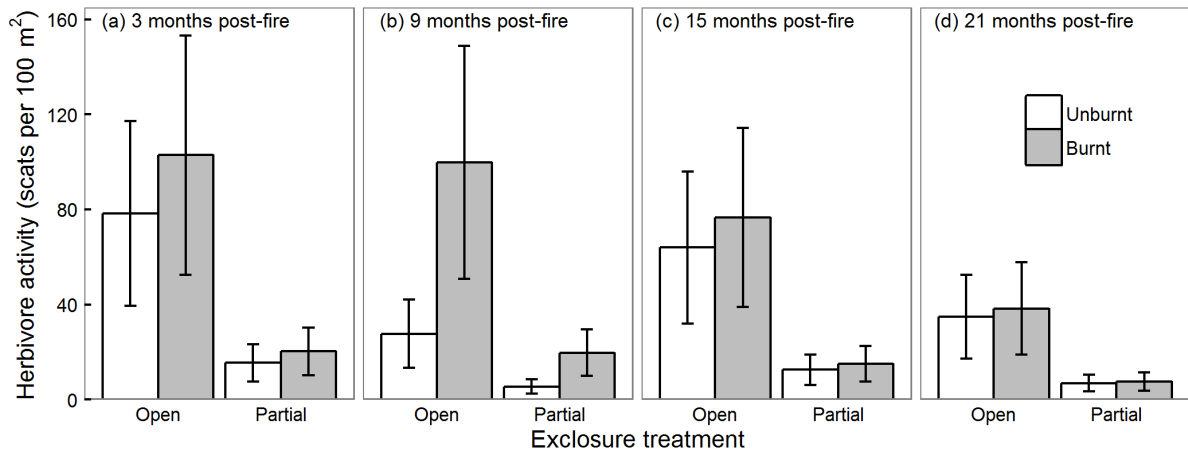 Herbivore activity (scats per 100 m²)
160
120
80
40
0
(a) 3 months post-fire
(b) 9 months post-fire
(c) 15 months post-fire
(d) 21 months post-fire
Unburnt
Burnt
Open Partial Open Partial Open Partial Open Partial
Exclosure treatment